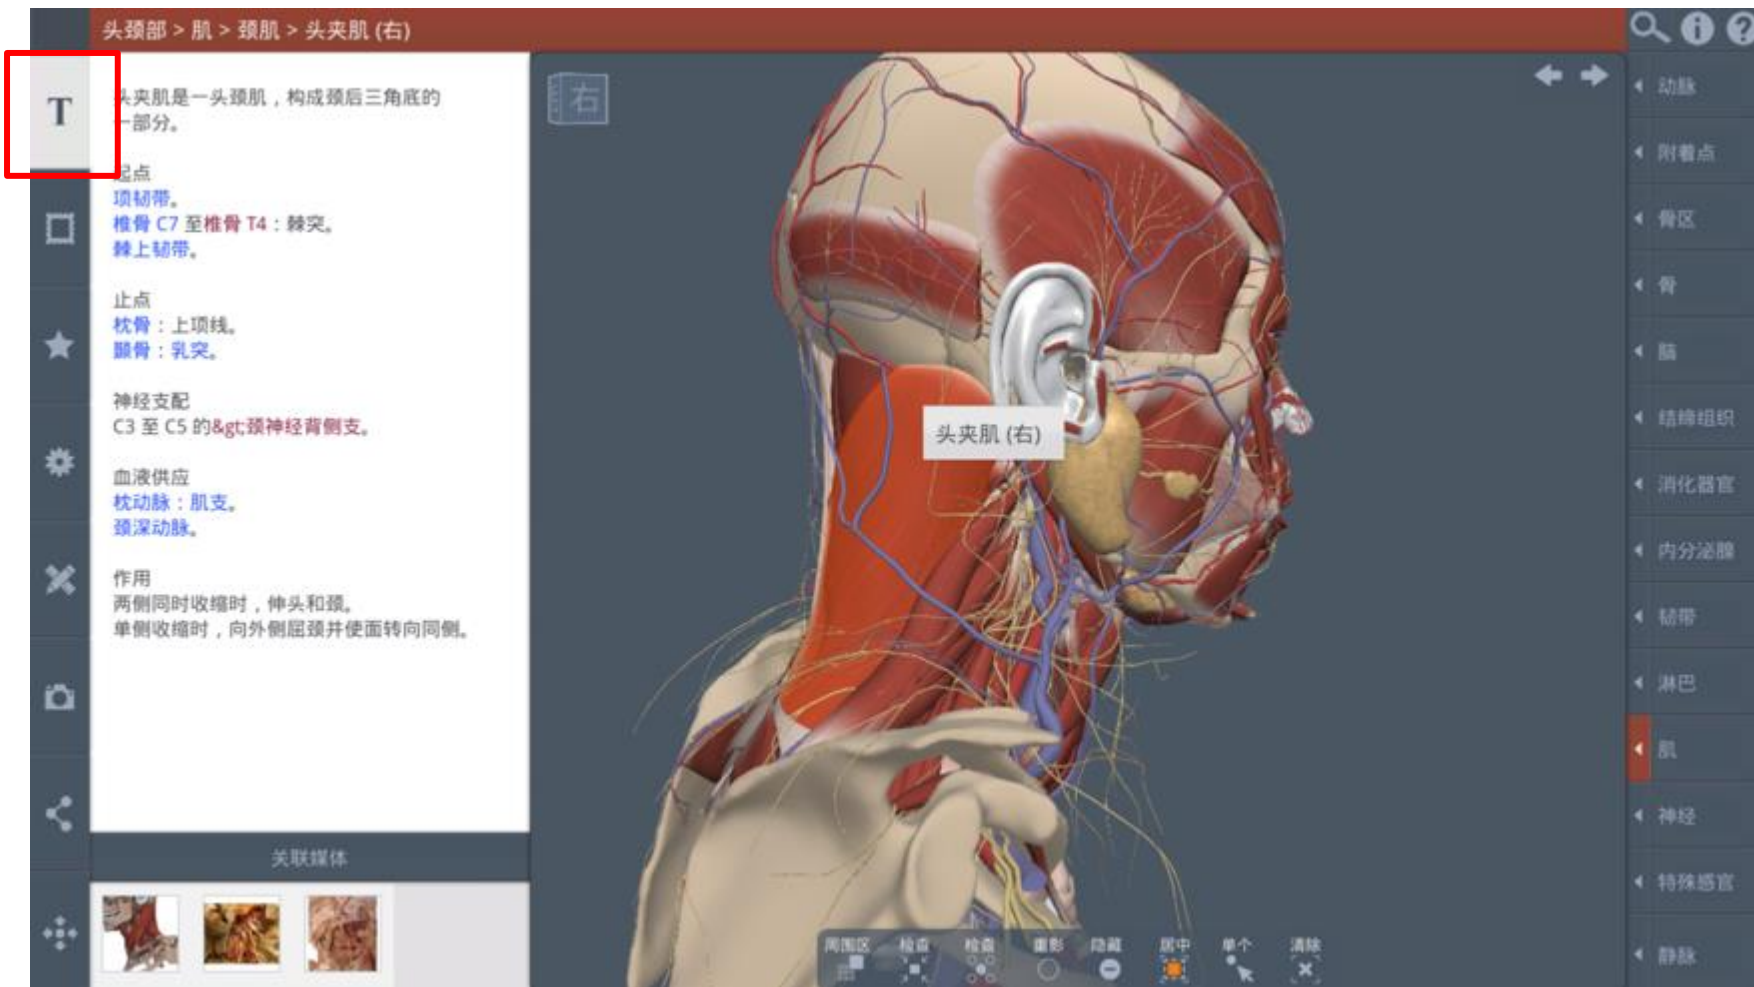 头颈部 > 肌 > 颈肌 > 头夹肌 (右)
T
头夹肌是一头颈肌，构成颈后三角底的
一部分。
起点
项韧带。
椎骨 C7 至椎骨 T4：棘突。
棘上韧带。
止点
枕骨：上项线。
颞骨：乳突。
神经支配
C3 至 C5 的&gt;颈神经背侧支。
血液供应
枕动脉：肌支。
颈深动脉。
作用
两侧同时收缩时，伸头和颈。
单侧收缩时，向外侧屈颈并使面转向同侧。
关联媒体
右
头夹肌 (右)
周围区
检查
检查
重影
隐藏
居中
单个
清除
动脉
附着点
骨区
骨
脑
结缔组织
消化器官
内分泌腺
韧带
淋巴
肌
神经
特殊感官
静脉